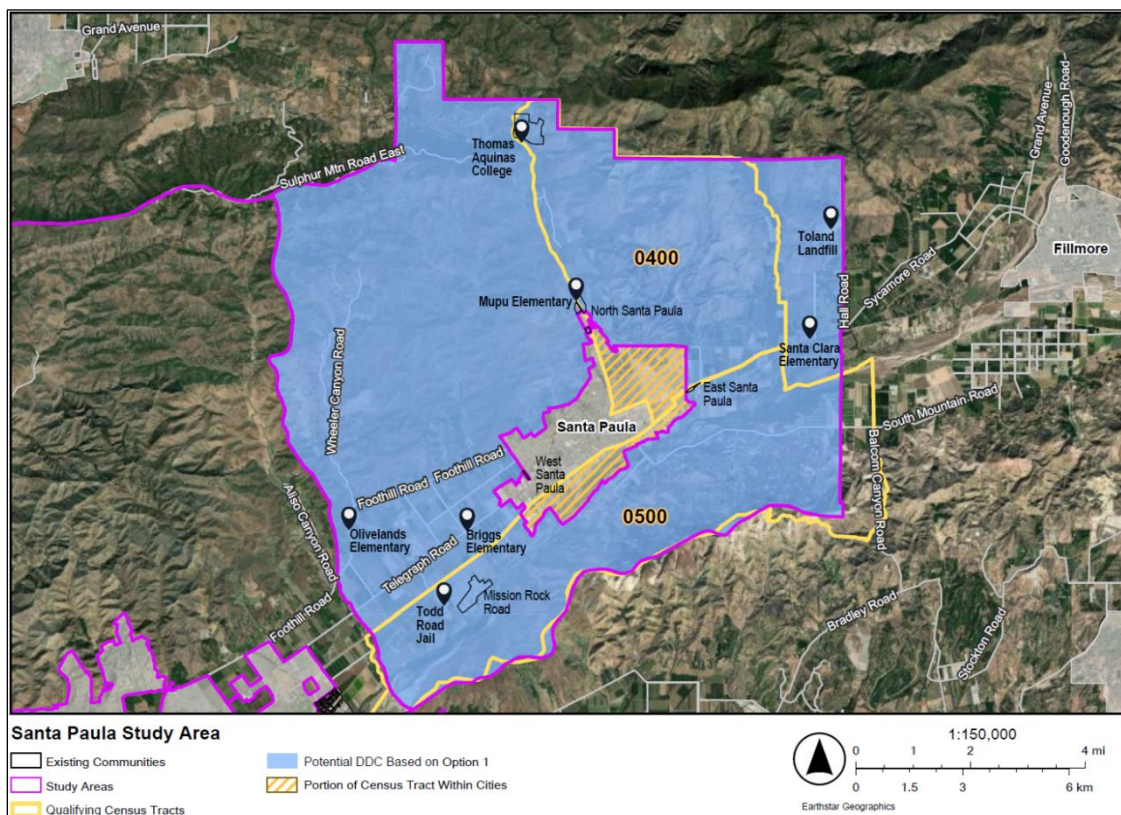 Grand Avenue
Grand Avenue
Goodenough Road
Thomas
Aquinas
College
Sulphur Mtn Road East
Toland
Landfill
Fillmore
0400
Sycamore Road
Hall Road
Mupu Elementary
North Santa Paula
Santa Clara
Elementary
Wheeler Canyon Road
East Santa
Paula
South Mountain Road
Santa Paula
Foothill Road
Foothill Road
West
Santa
Paula
Balcom Canyon Road
Aliso Canyon Road
0500
Olivelands
Elementary
Briggs
Elementary
Telegraph Road
Mission Rock
Road
Todd
Road
Jail
Foothill Road
Bradley Road
Stockton Road
Santa Paula Study Area
Existing Communities
Study Areas
Qualifying Census Tracts
Potential DDC Based on Option 1
Portion of Census Tract Within Cities
1:150,000
0 1 2 4 mi
0 1.5 3 6 km
Earthstar Geographics